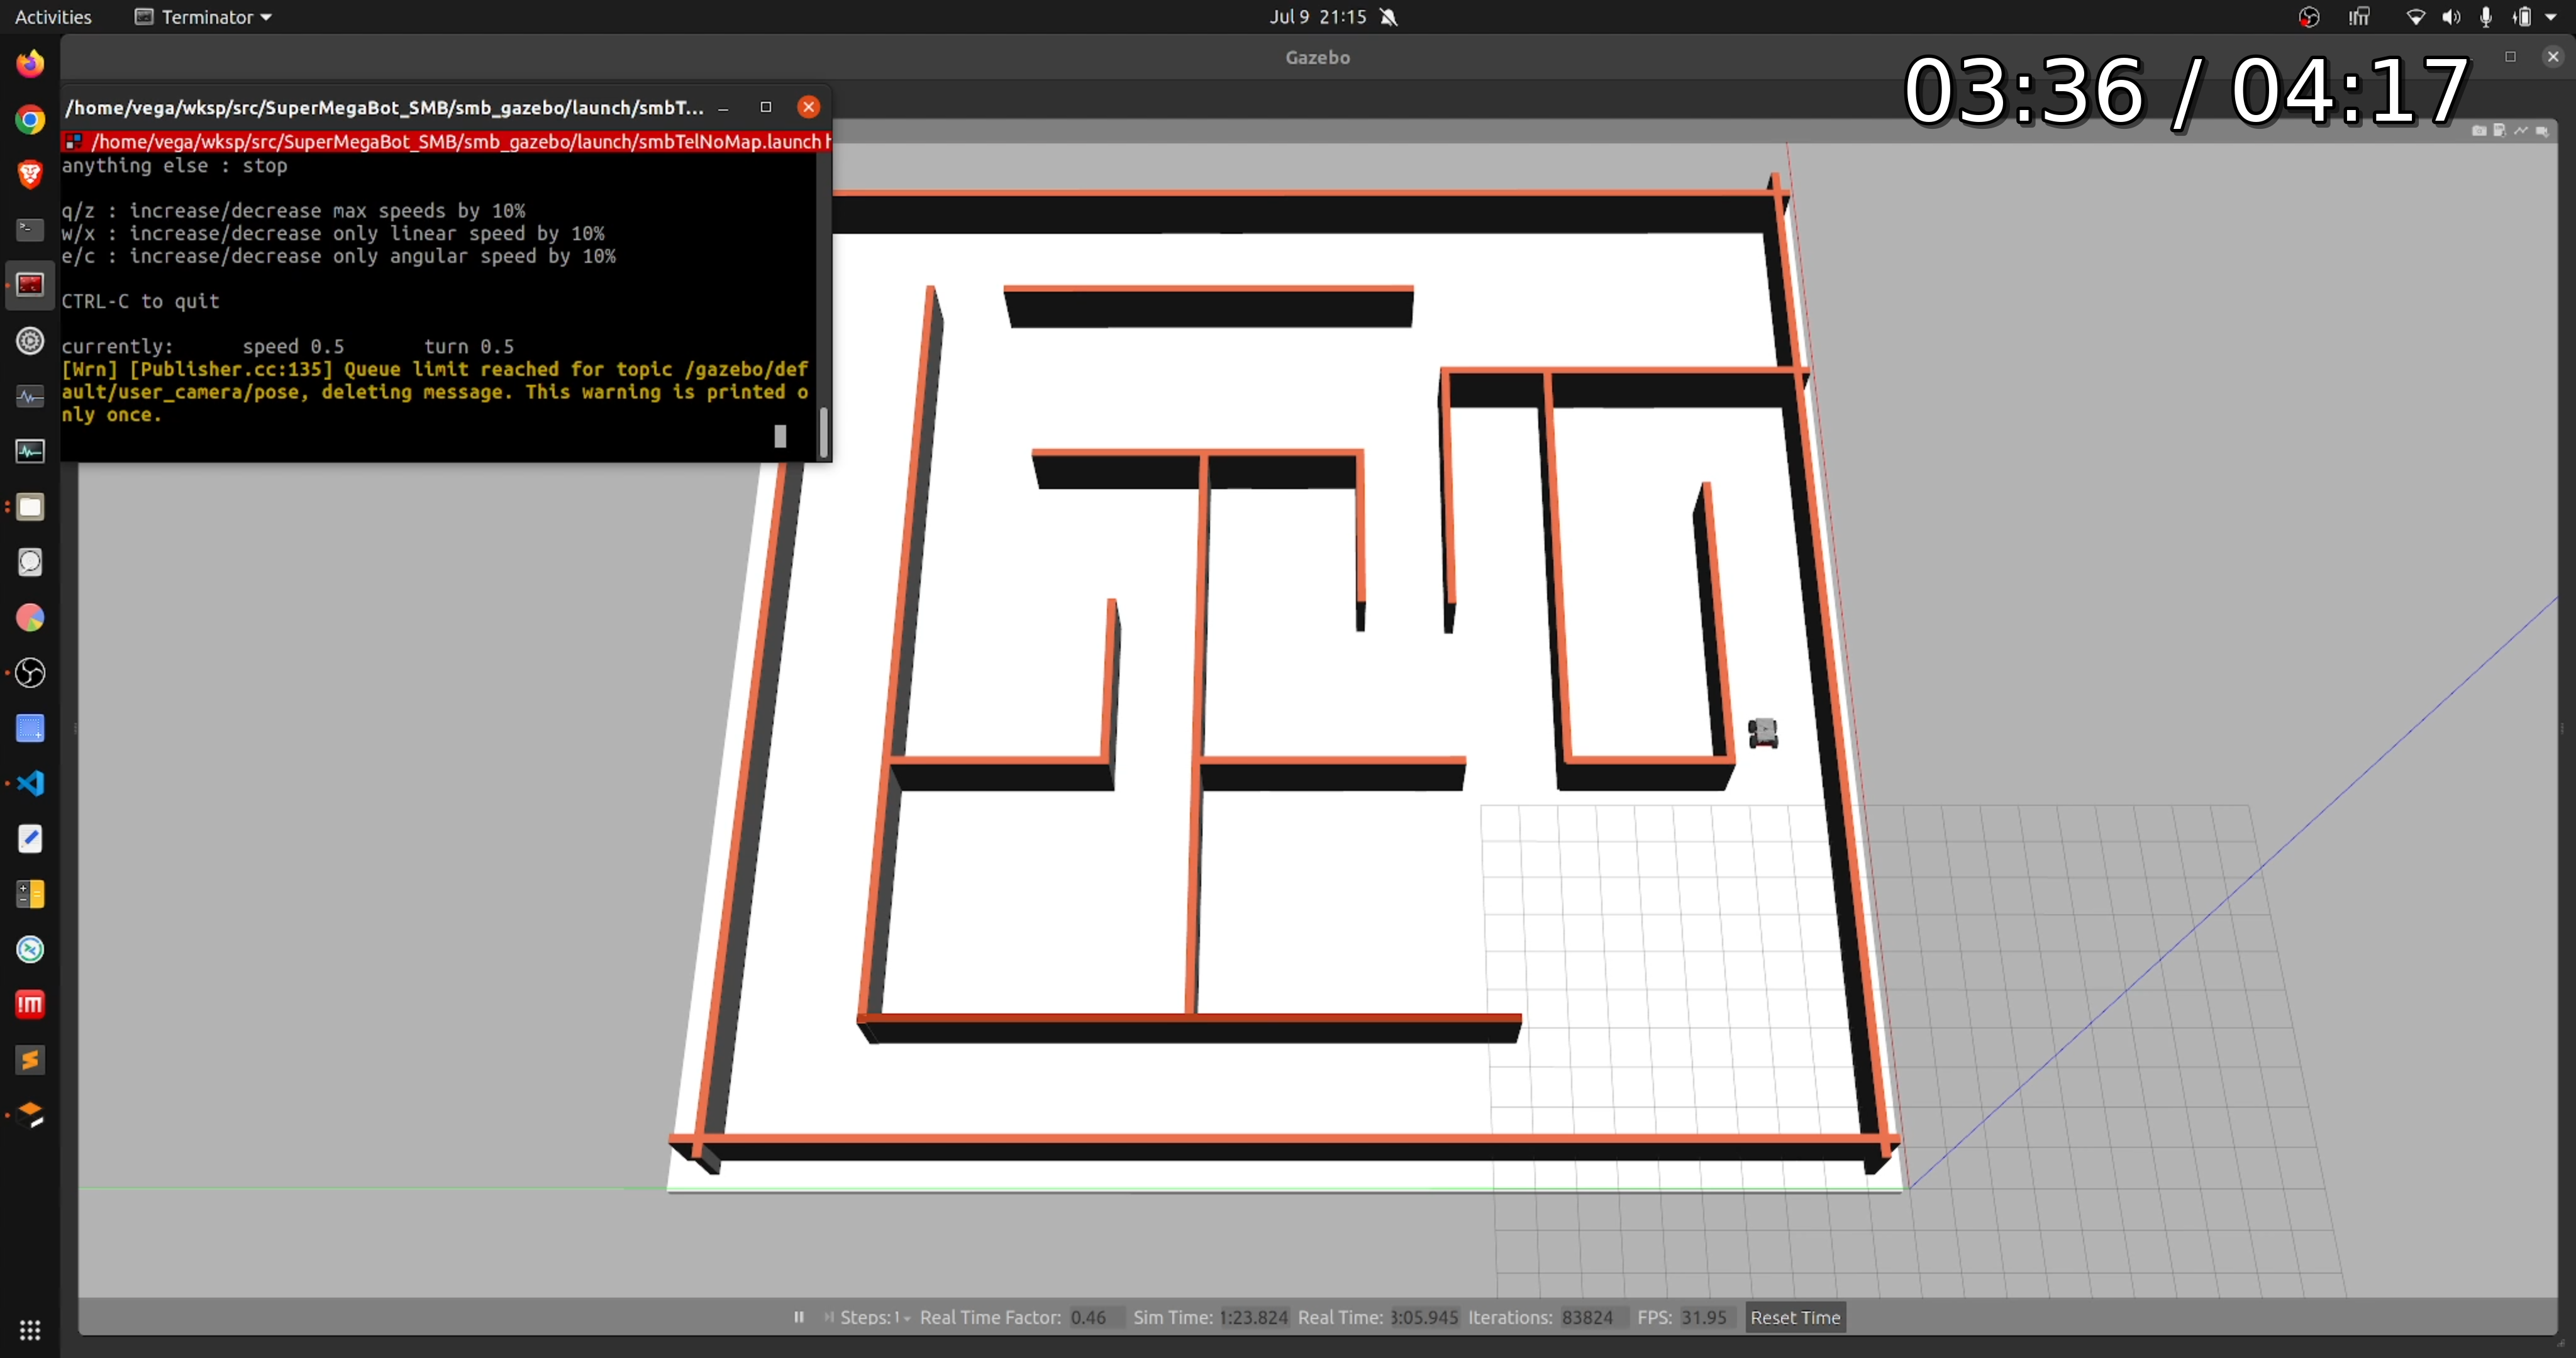 Activities
Terminator
Jul 9 21:15
Gazebo
03:36 / 04:17
/home/vega/wksp/src/SuperMegaBot_SMB/smb_gazebo/launch/smbT...
/home/vega/wksp/src/SuperMegaBot_SMB/smb_gazebo/launch/smbTelNoMap.launch h
anything else : stop
q/z : increase/decrease max speeds by 10%
w/x : increase/decrease only linear speed by 10%
e/c : increase/decrease only angular speed by 10%
CTRL-C to quit
currently: speed 0.5 turn 0.5
[Wrn] [Publisher.cc:135] Queue limit reached for topic /gazebo/def
ault/user_camera/pose, deleting message. This warning is printed o
nly once.
Steps: 1 Real Time Factor: 0.46 Sim Time: 1:23.824 Real Time: 3:05.945 Iterations: 83824 FPS: 31.95 Reset Time